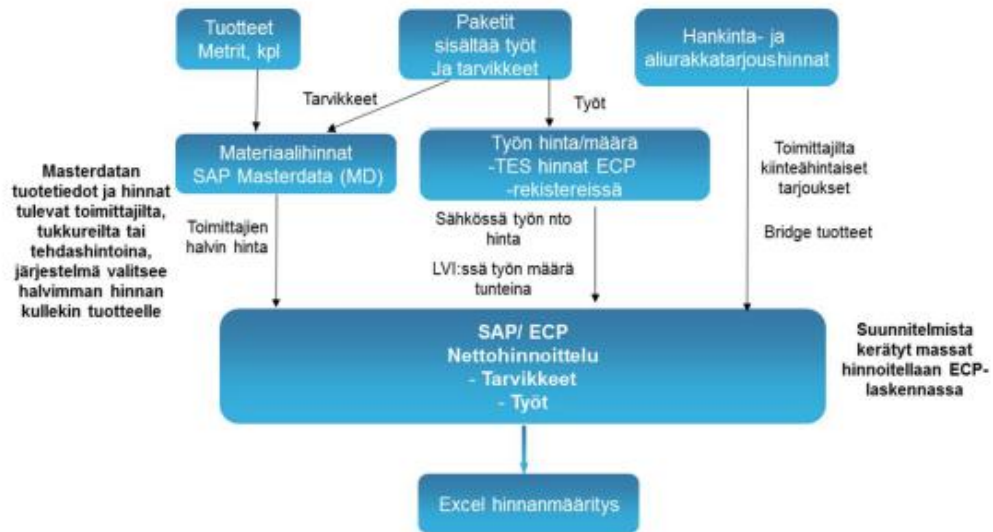 Tuotteet
Metrit, kpl
Paketit
sisältää työt
Ja tarvikkeet
Hankinta- ja
aliurakkatarjoushinnat
Tarvikkeet
Työt
Materiaalihinnat
SAP Masterdata (MD)
Työn hinta/määrä
-TES hinnat ECP
-rekistereissä
Toimittajilta
kiinteähintaiset
tarjoukset
Bridge tuotteet
Masterdatan
tuotetiedot ja hinnat
tulevat toimittajilta,
tukkureilta tai
tehdashintoina,
järjestelmä valitsee
halvimman hinnan
kullekin tuotteelle
Toimittajien
halvin hinta
Sähkössä työn nto
hinta
LVI:ssä työn määrä
tunteina
SAP/ ECP
Nettohinnoittelu
- Tarvikkeet
- Työt
Suunnitelmista
kerätyt massat
hinnoitellaan ECP-
laskennassa
Excel hinnanmääritys